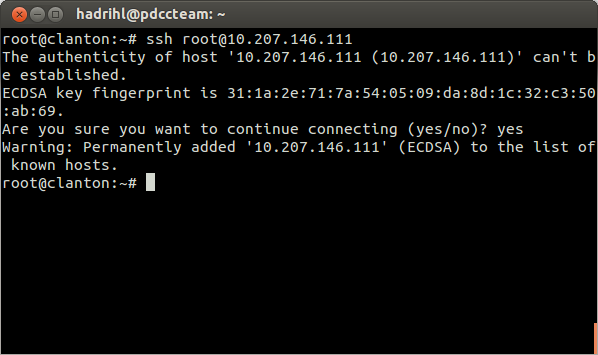 hadrihl@pdccteam: ~
root@clanton:~# ssh root@10.207.146.111
The authenticity of host '10.207.146.111 (10.207.146.111)' can't b
e established.
ECDSA key fingerprint is 31:1a:2e:71:7a:54:05:09:da:8d:1c:32:c3:50
:ab:69.
Are you sure you want to continue connecting (yes/no)? yes
Warning: Permanently added '10.207.146.111' (ECDSA) to the list of
 known hosts.
root@clanton:~#